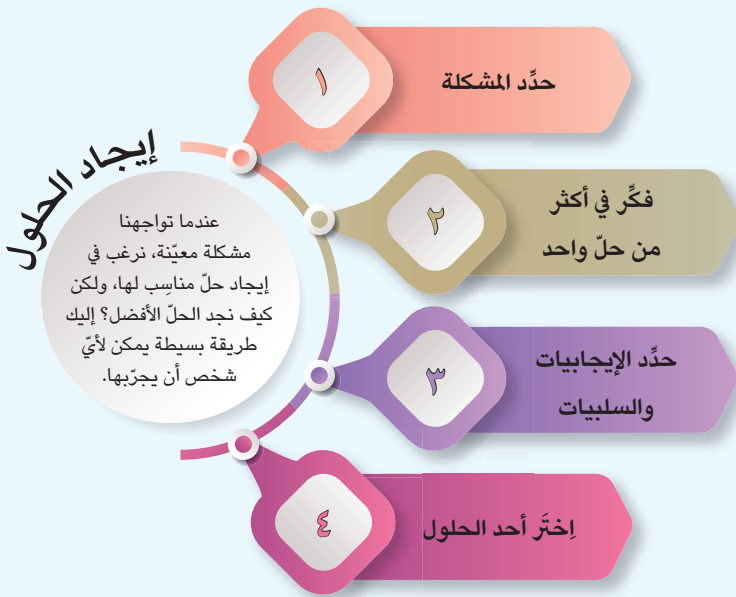 إيجاد الحلول
عندما تواجهنا
مشكلة معيّنة، نرغب في
إيجاد حلّ مناسِب لها، ولكن
كيف نجد الحلّ الأفضل؟ إليك
طريقة بسيطة يمكن لأيّ
شخص أن يجرّبها.
١
حدِّد المشكلة
٢
فكِّر في أكثر
من حلّ واحد
٣
حدِّد الإيجابيات
والسلبيات
٤
اِختَر أحد الحلول